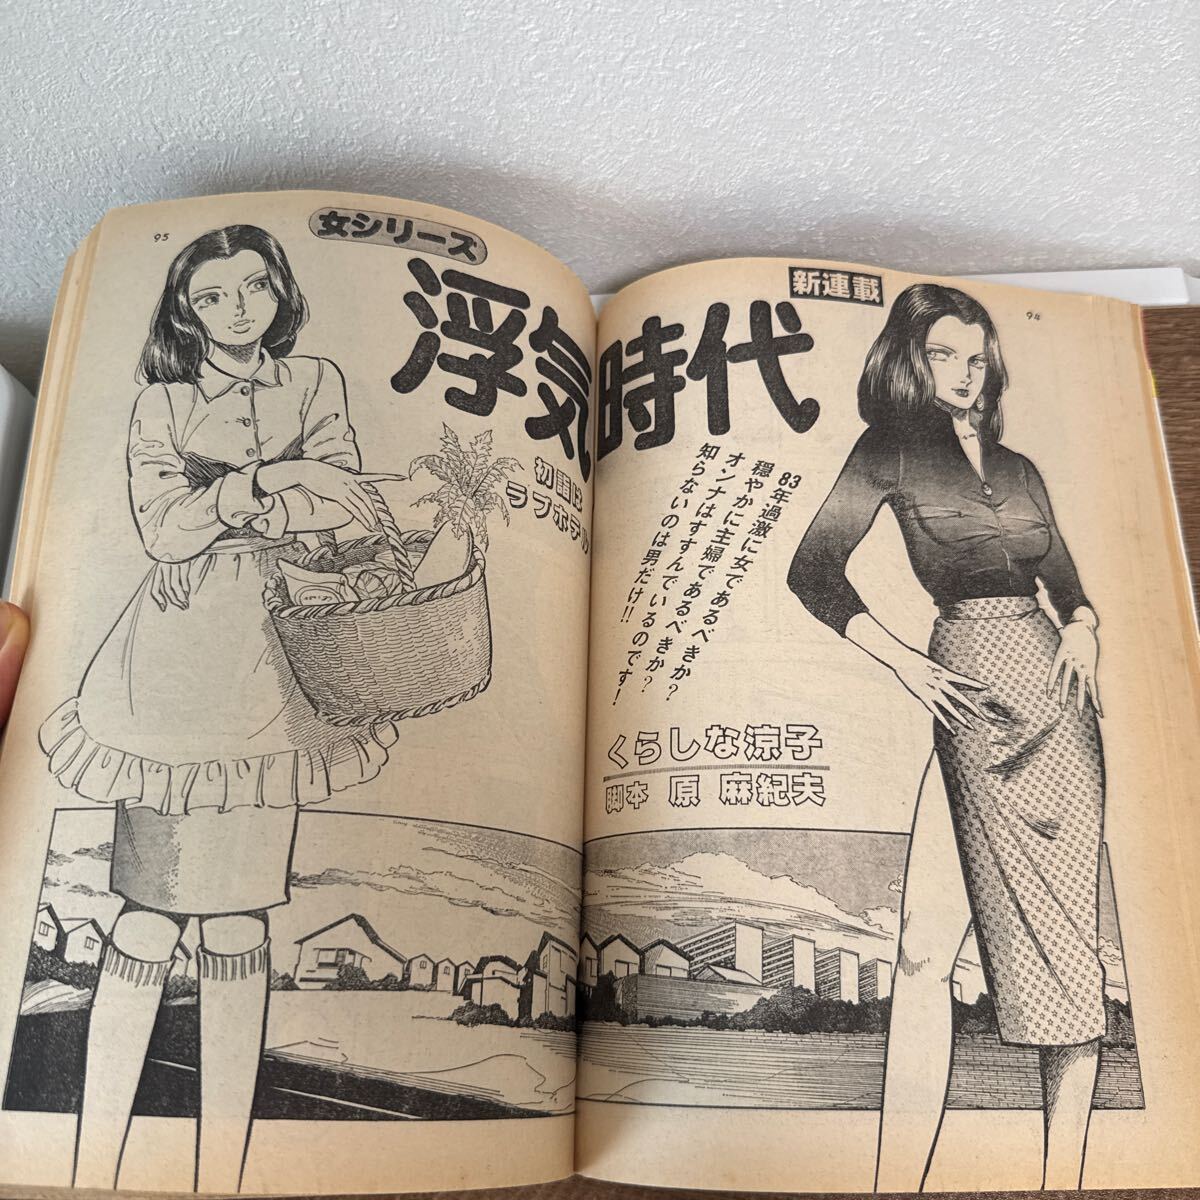 94
新連載
女シリーズ
浮気時代
初詣は
ラブホテル
83年過激に女であるべきか?
穏やかに主婦であるべきか?
オンナはすすんでいるのです!
知らないのは男だけ!!
くらしな涼子
脚本 原 麻紀夫
95